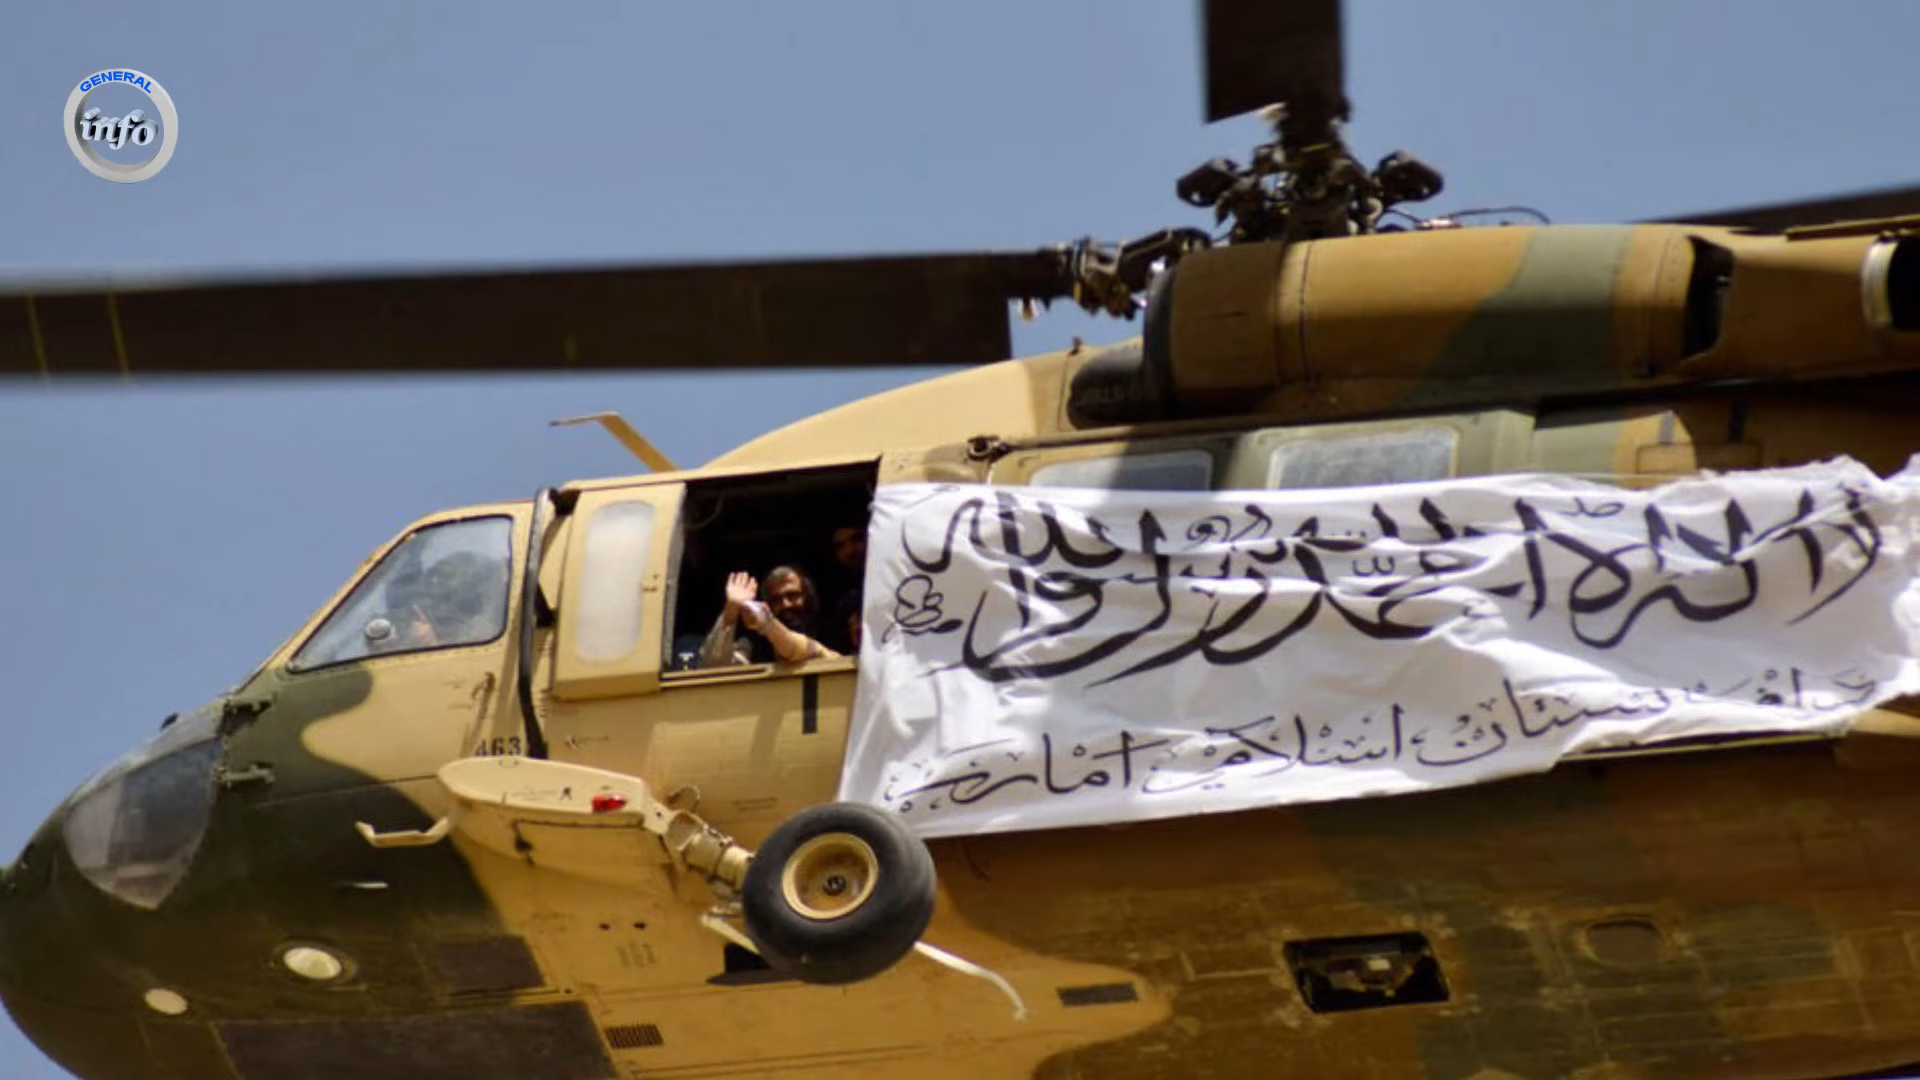 GENERAL
info
لا اله الا الله محمد رسول الله
د افغانستان اسلامي امارت
463